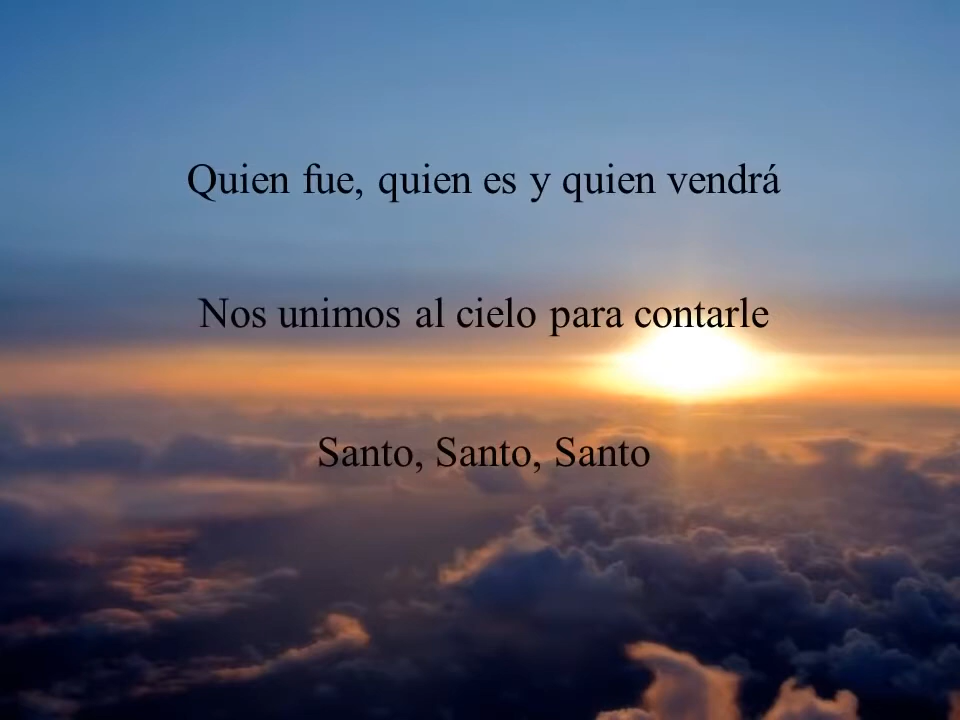 Quien fue, quien es y quien vendrá
Nos unimos al cielo para contarle
Santo, Santo, Santo